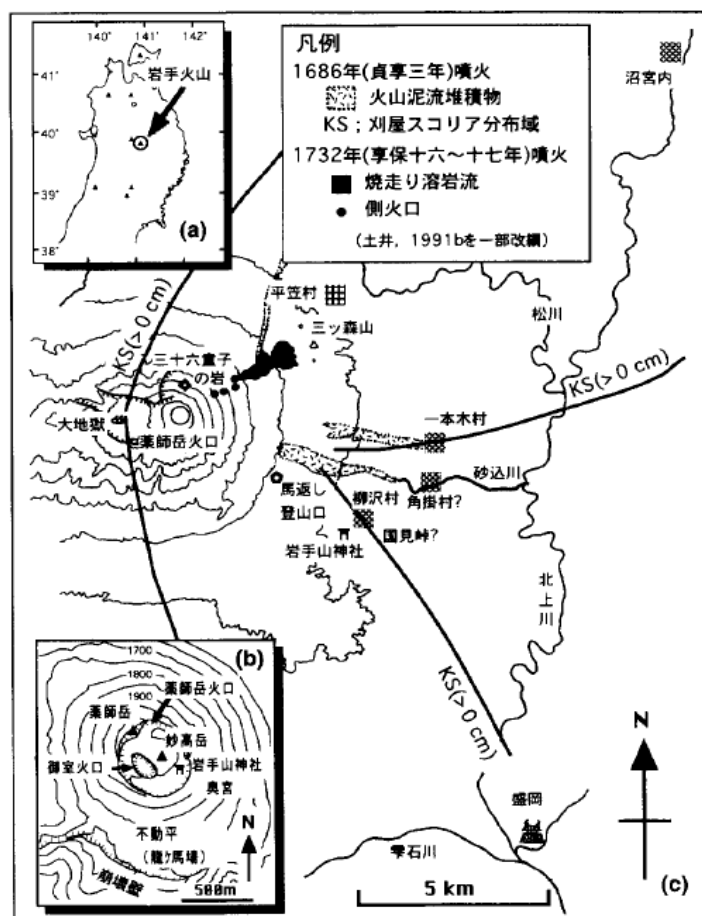 140° 141° 142°
41°
40°
39°
38°
岩手火山
(a)
凡例
1686年(貞享三年)噴火
火山泥流堆積物
KS ; 刈屋スコリア分布域
1732年(享保十六～十七年)噴火
焼走り溶岩流
側火口
(土井, 1991bを一部改編)
沼宮内
平笠村
三ッ森山
松川
KS(> 0 cm)
三十六童子
の岩
大地獄
薬師岳火口
KS(> 0 cm)
一本木村
砂込川
馬返し
登山口
柳沢村
角掛村?
国見峠?
岩手山神社
北上川
KS(>0 cm)
(b)
1700
1800
1900
薬師岳火口
薬師岳
妙高岳
御室火口
岩手山神社
奥宮
不動平
(龍ヶ馬場)
崩壊壁
N
500m
N
盛岡
雫石川
5 km
(c)